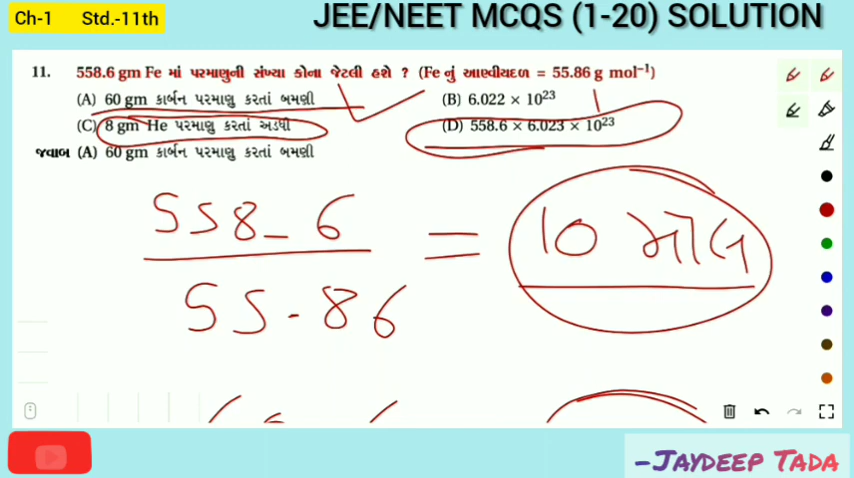 Ch-1 Std.-11th
JEE/NEET MCQS (1-20) SOLUTION
11. 558.6 gm Fe માં પરમાણુની સંખ્યા કોના જેટલી હશે ? (Fe નું આણ્વીયદળ = 55.86 g mol⁻¹)
(A) 60 gm કાર્બન પરમાણુ કરતાં બમણી (B) 6.022 × 10²³
(C) 8 gm He પરમાણુ કરતાં અડધી (D) 558.6 × 6.023 × 10²³
જવાબ (A) 60 gm કાર્બન પરમાણુ કરતાં બમણી
558.6
55.86
= 10 મોલ
-JAYDEEP TADA